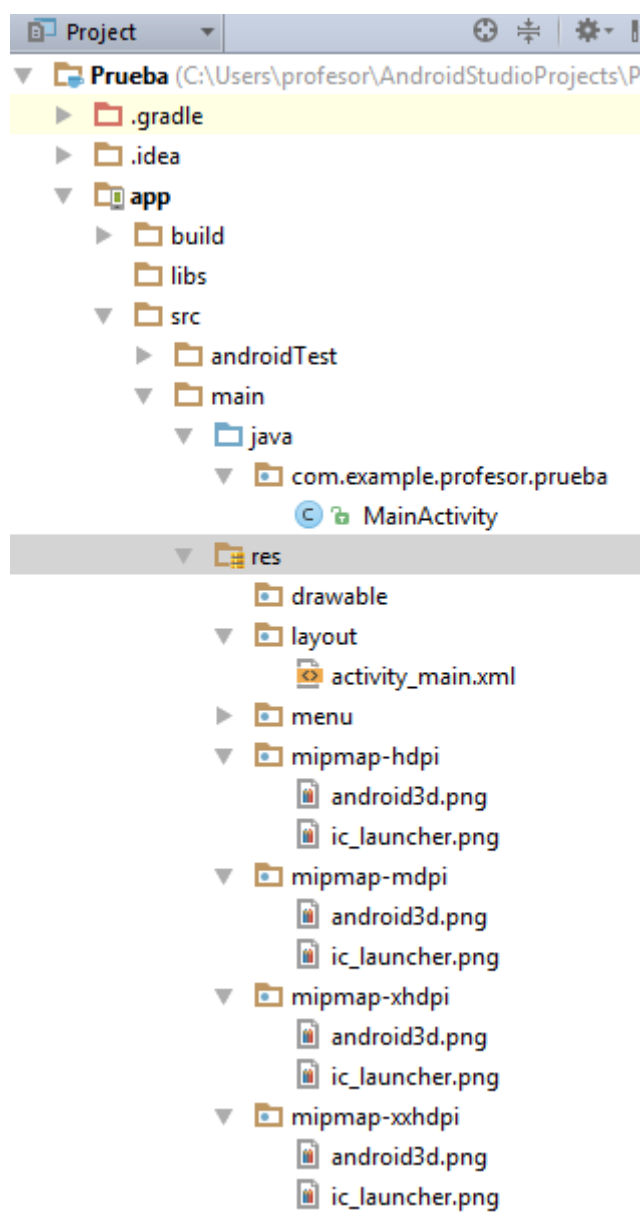 Project
Prueba (C:\Users\profesor\AndroidStudioProjects\P
.gradle
.idea
app
build
libs
src
androidTest
main
java
com.example.profesor.prueba
C MainActivity
res
drawable
layout
activity_main.xml
menu
mipmap-hdpi
android3d.png
ic_launcher.png
mipmap-mdpi
android3d.png
ic_launcher.png
mipmap-xhdpi
android3d.png
ic_launcher.png
mipmap-xxhdpi
android3d.png
ic_launcher.png